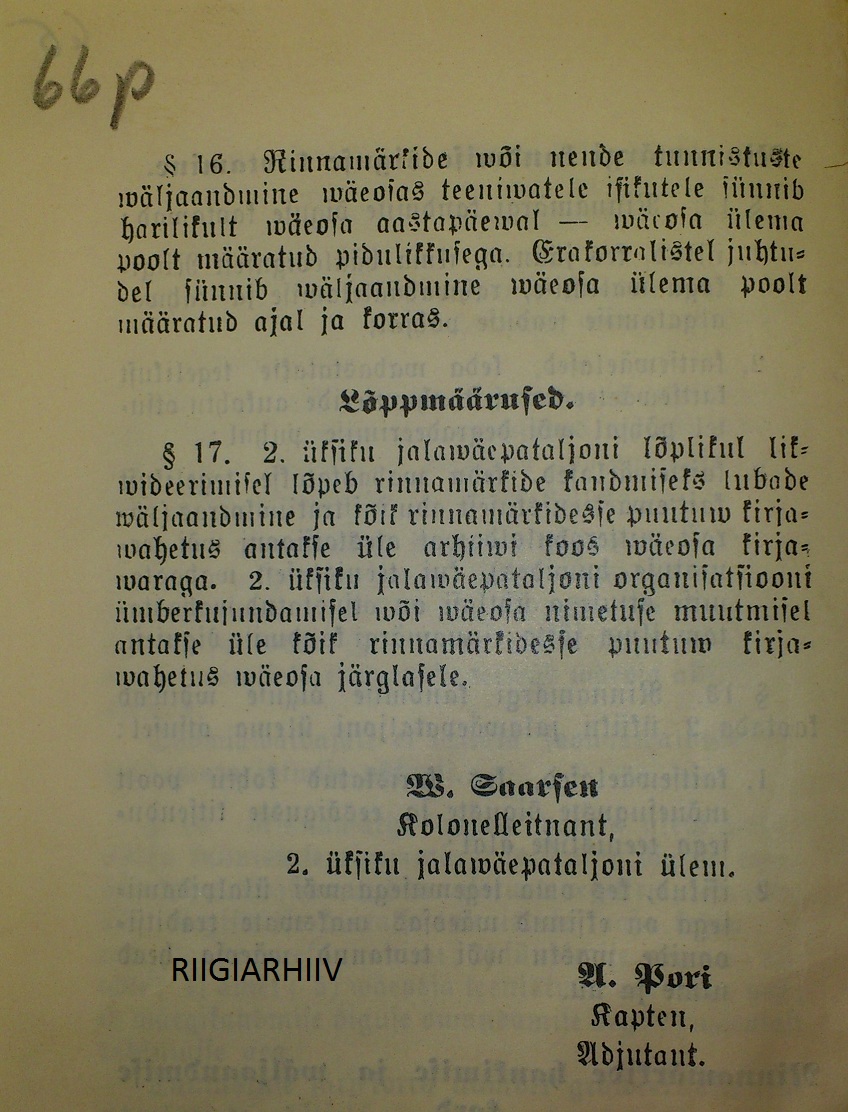 66 p
§ 16. Rinnamärkide wõi nende tunnistuste
wäljaandmine wäeosas teeniwatele isikutele sünnib
harilikult wäeosa aastapäewal — wäeosa ülema
poolt määratud pidulikkusega. Erakorralistel juhtu-
del sünnib wäljaandmine wäeosa ülema poolt
määratud ajal ja korras.
Lõppmäärused.
§ 17. 2. üksiku jalawäepataljoni lõplikul lik-
wideerimisel lõpeb rinnamärkide kandmiseks lubade
wäljaandmine ja kõik rinnamärkidesse puutuw kirja-
wahetus antakse üle arhiiwi koos wäeosa kirja-
waraga. 2. üksiku jalawäepataljoni organisatsiooni
ümberkujundamisel wõi wäeosa nimetuse muutmisel
antakse üle kõik rinnamärkidesse puutuw kirja-
wahetus wäeosa järglasele.
W. Saarsen
Kolonelleitnant,
2. üksiku jalawäepataljoni ülem.
RIIGIARHIIV
A. Pori
Kapten,
Adjutant.